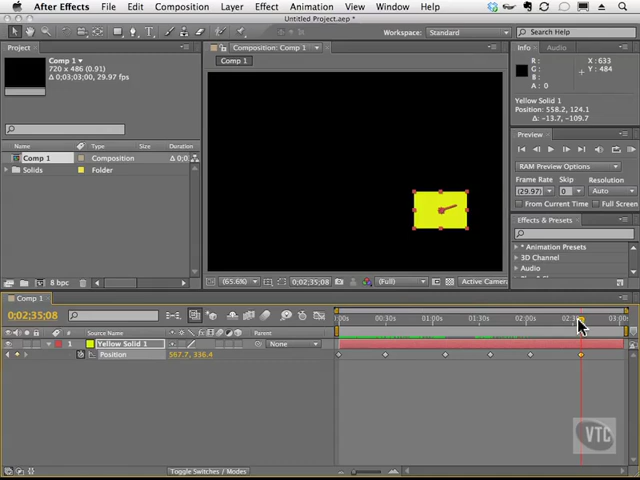 After Effects File Edit Composition Layer Effect Animation View Window Help
Untitled Project.aep *
Workspace: Standard Search Help
Project
Comp 1
720 x 486 (0.91)
Δ 0;03;03;00, 29.97 fps
Name Type Size Duration
Comp 1 Composition Δ 0;0
Solids Folder
8 bpc
Composition: Comp 1
Comp 1
(65.6%) 0;02;35;08 (Full) Active Camera
Info Audio
R : X : 633
G : Y : 484
B :
A : 0
Yellow Solid 1
Position: 558.2, 124.1
Δ: -13.7, -109.7
Preview
RAM Preview Options
Frame Rate Skip Resolution
(29.97) 0 Auto
From Current Time Full Screen
Effects & Presets
* Animation Presets
3D Channel
Audio
Comp 1
0;02;35;08
:00s 00:30s 01:00s 01:30s 02:00s 02:30s 03:00s
# Source Name Parent
1 Yellow Solid 1 None
Position 567.7, 336.4
Toggle Switches / Modes
VTC